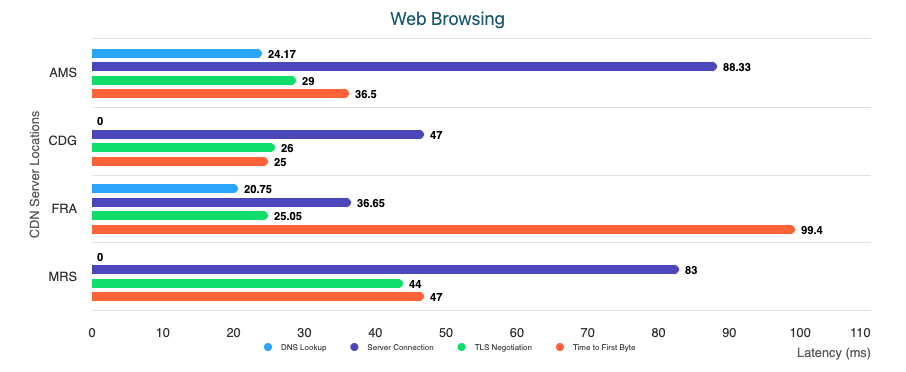 Web Browsing
CDN Server Locations
AMS
24.17
88.33
29
36.5
CDG
0
47
26
25
FRA
20.75
36.65
25.05
99.4
MRS
0
83
44
47
0 10 20 30 40 50 60 70 80 90 100 110
DNS Lookup Server Connection TLS Negotiation Time to First Byte
Latency (ms)